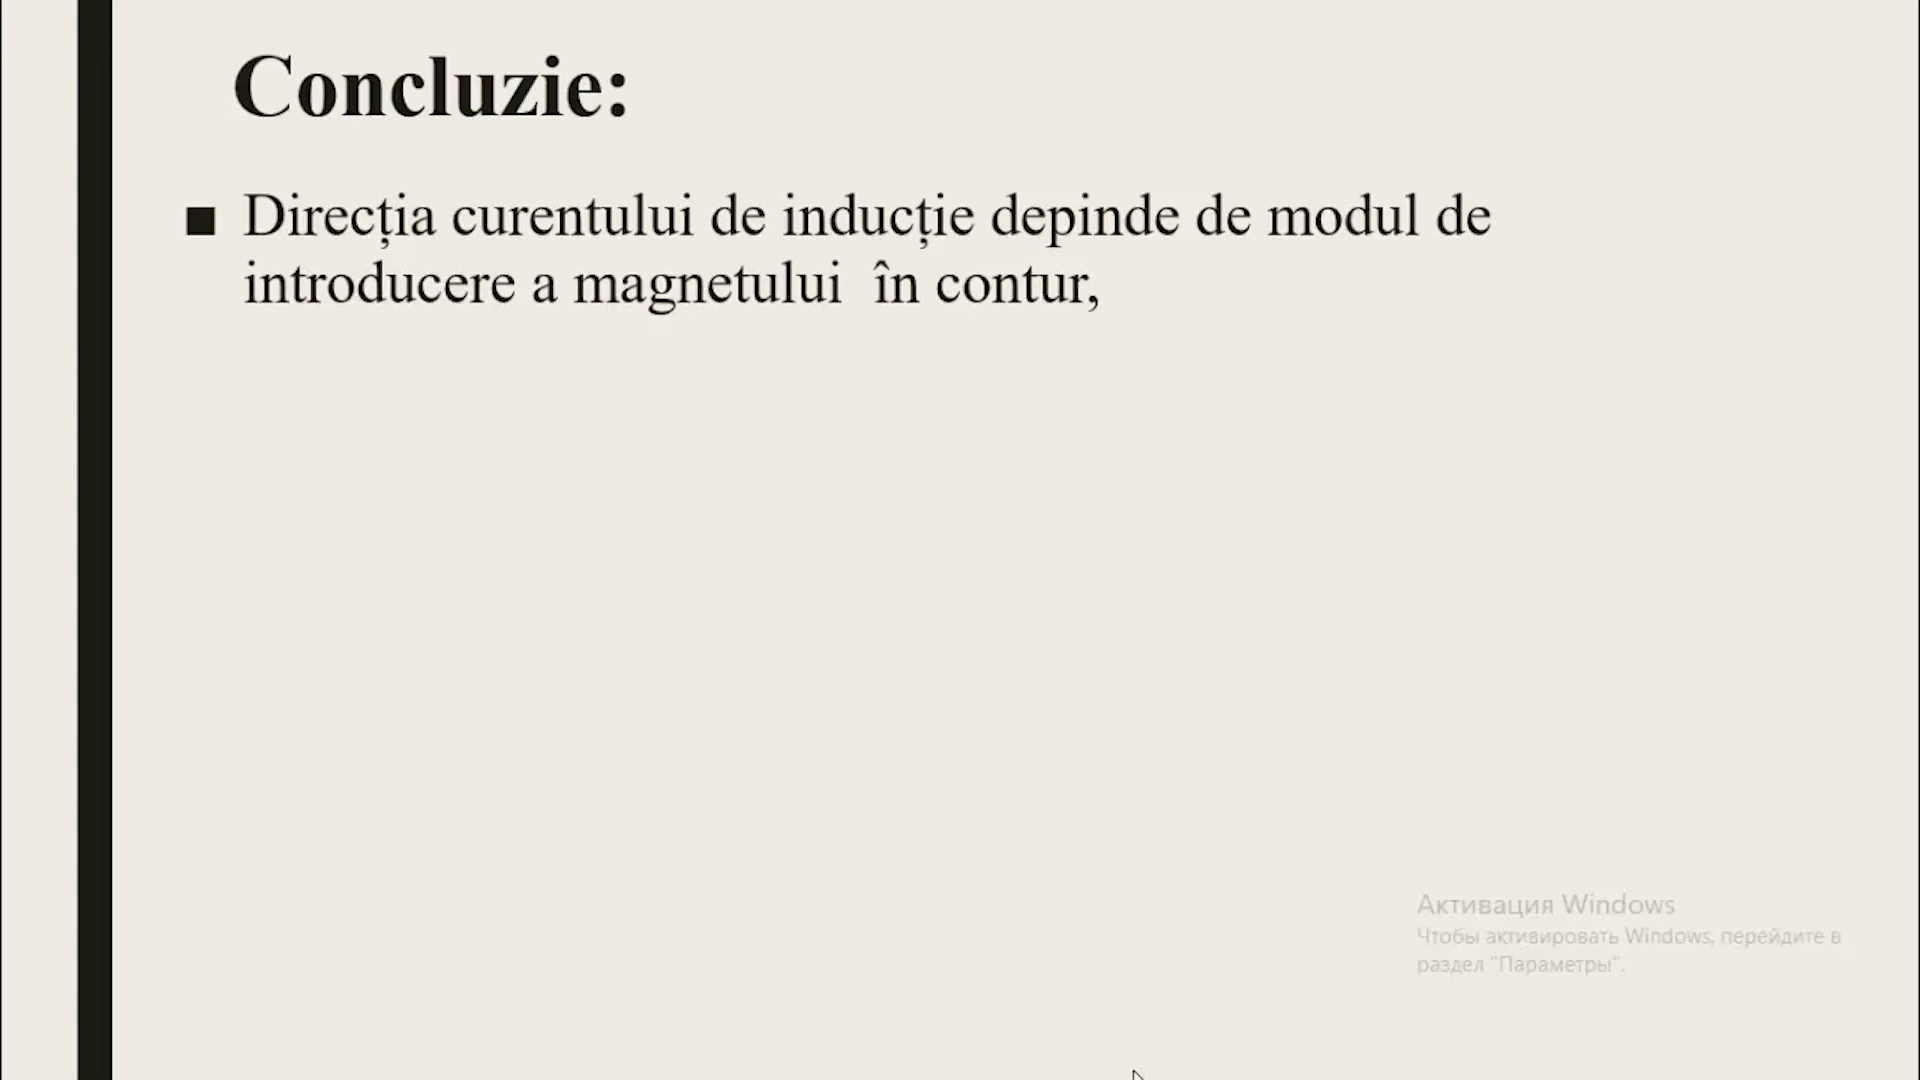 Concluzie:
■ Direcția curentului de inducție depinde de modul de
introducere a magnetului  în contur,
Активация Windows
Чтобы активировать Windows, перейдите в
раздел "Параметры".